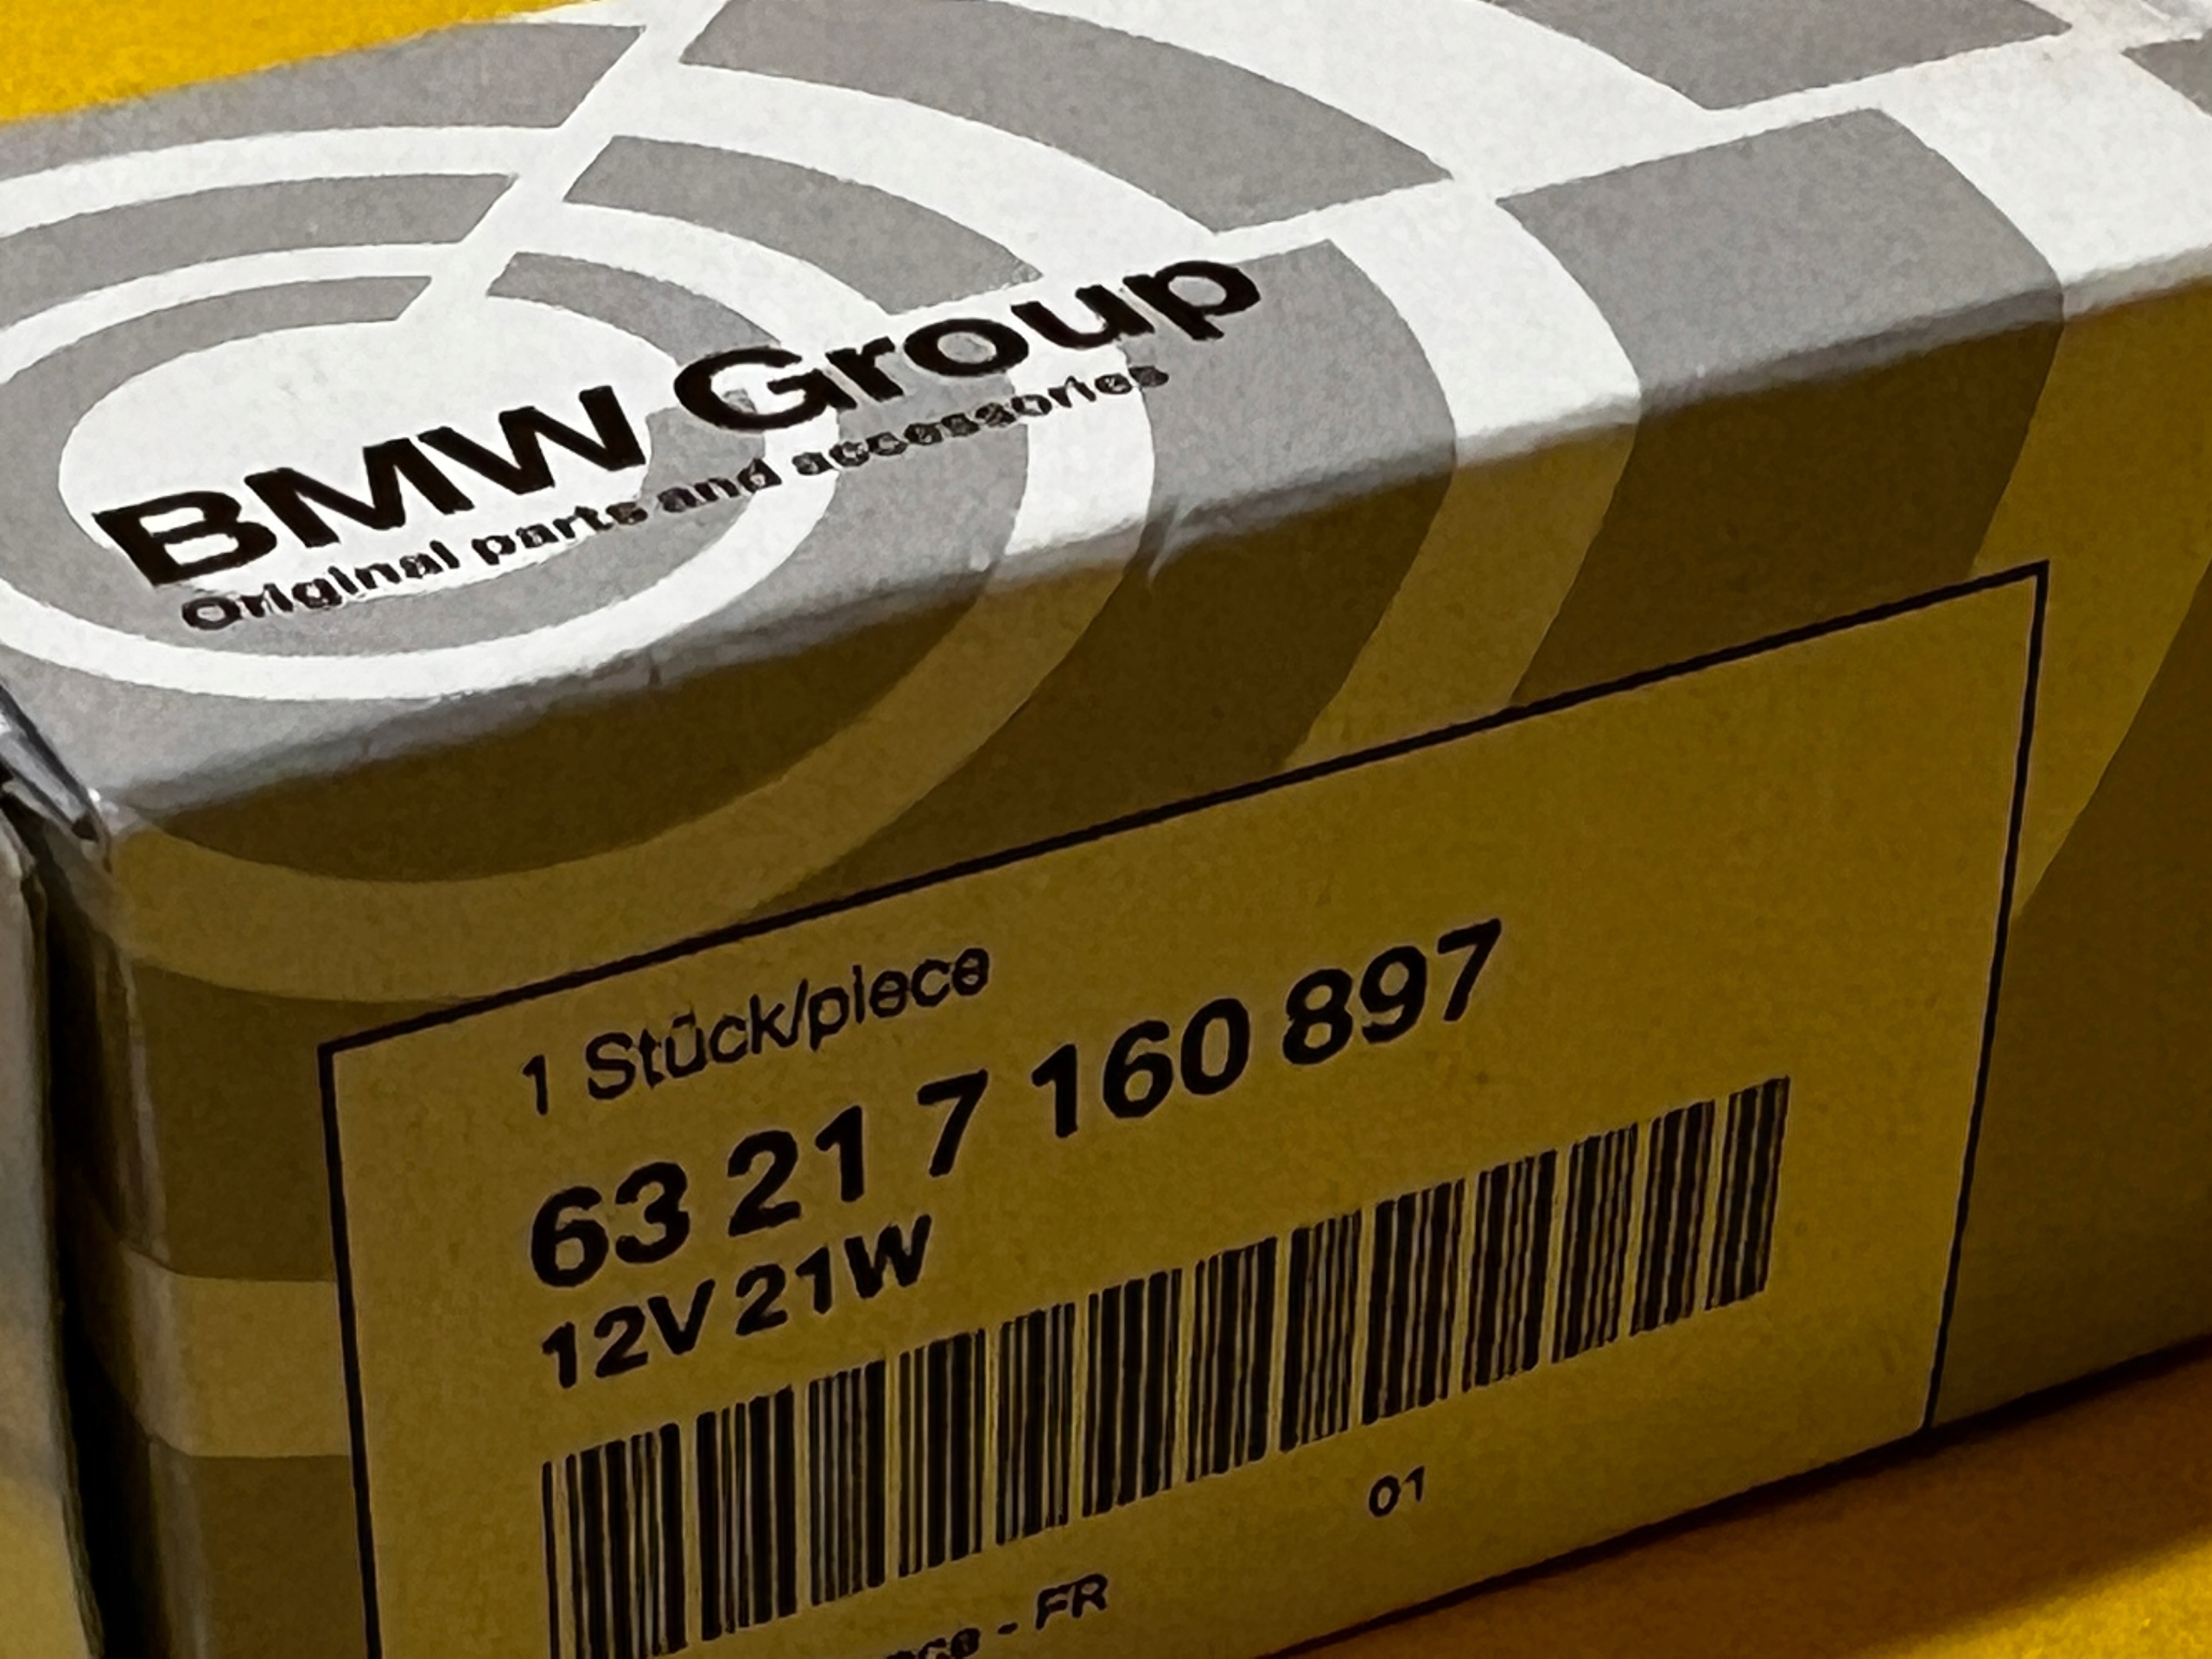 BMW Group
Original parts and accessories
1 Stück/piece
63 21 7 160 897
12V 21W
01
- FR